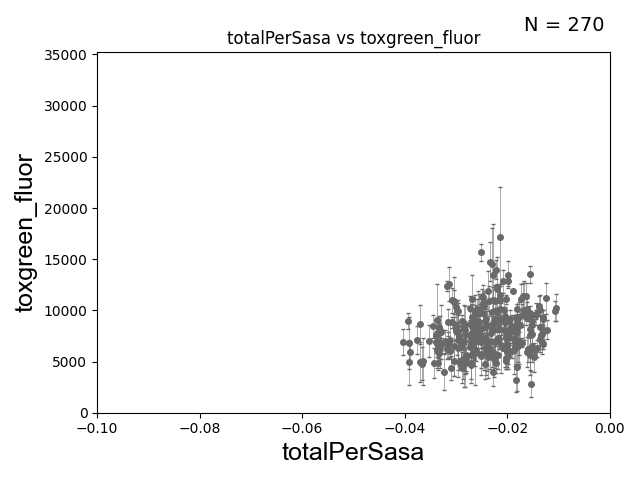 N = 270
totalPerSasa vs toxgreen_fluor
35000
30000
25000
20000
15000
10000
5000
0
toxgreen_fluor
−0.10 −0.08 −0.06 −0.04 −0.02 0.00
totalPerSasa